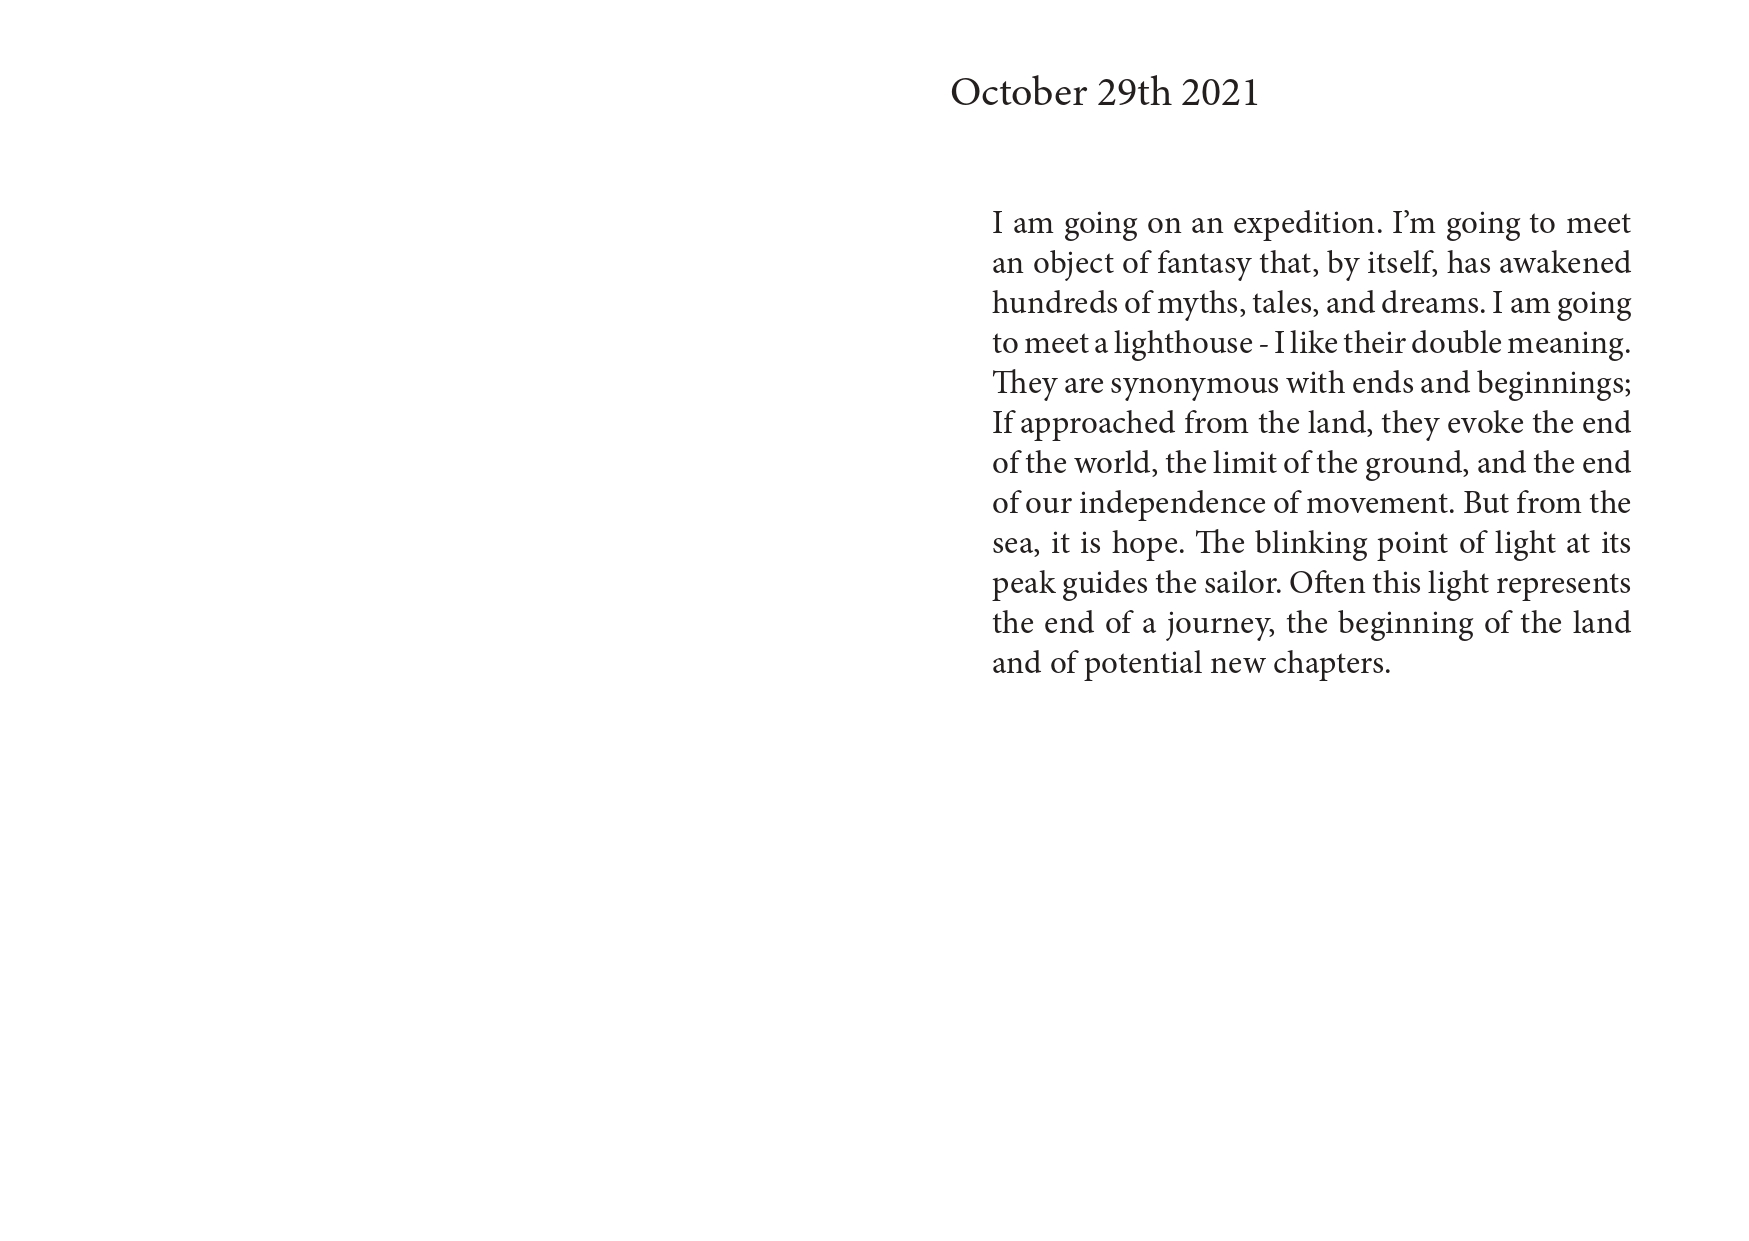 October 29th 2021
I am going on an expedition. I’m going to meet
an object of fantasy that, by itself, has awakened
hundreds of myths, tales, and dreams. I am going
to meet a lighthouse - I like their double meaning.
They are synonymous with ends and beginnings;
If approached from the land, they evoke the end
of the world, the limit of the ground, and the end
of our independence of movement. But from the
sea, it is hope. The blinking point of light at its
peak guides the sailor. Often this light represents
the end of a journey, the beginning of the land
and of potential new chapters.